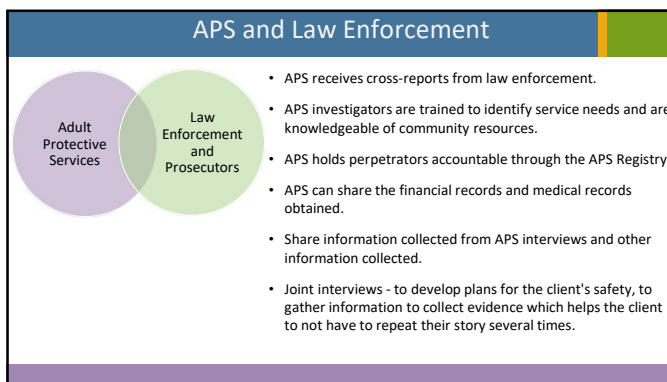 APS and Law Enforcement
Adult
Protective
Services
Law
Enforcement
and
Prosecutors
• APS receives cross-reports from law enforcement.
• APS investigators are trained to identify service needs and are
knowledgeable of community resources.
• APS holds perpetrators accountable through the APS Registry
• APS can share the financial records and medical records
obtained.
• Share information collected from APS interviews and other
information collected.
• Joint interviews - to develop plans for the client's safety, to
gather information to collect evidence which helps the client
to not have to repeat their story several times.